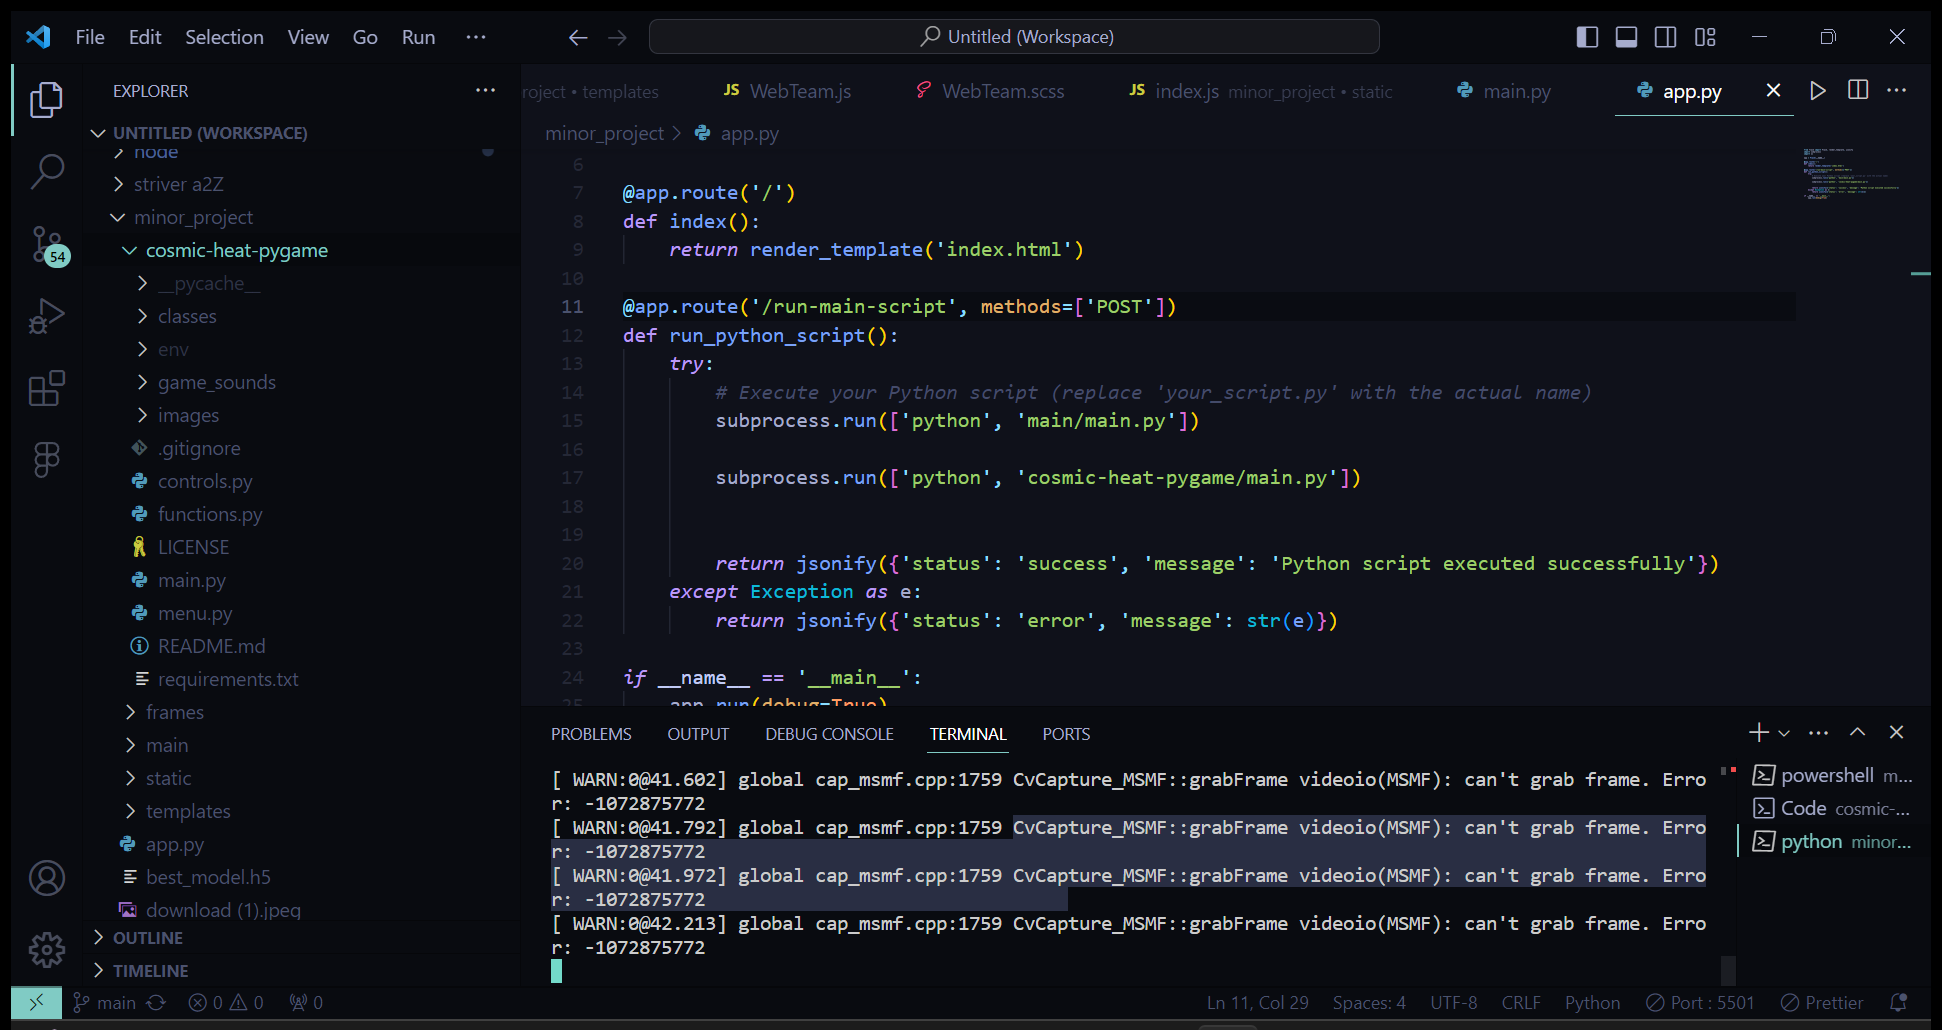 File Edit Selection View Go Run ···
Untitled (Workspace)
EXPLORER ···
UNTITLED (WORKSPACE)
node
striver a2Z
minor_project
cosmic-heat-pygame
__pycache__
classes
env
game_sounds
images
.gitignore
controls.py
functions.py
LICENSE
main.py
menu.py
README.md
requirements.txt
frames
main
static
templates
app.py
best_model.h5
download (1).jpeg
OUTLINE
TIMELINE
54
roject • templates
JS WebTeam.js
WebTeam.scss
JS index.js minor_project • static
main.py
app.py
minor_project > app.py
6
7 @app.route('/')
8 def index():
9 return render_template('index.html')
10
11 @app.route('/run-main-script', methods=['POST'])
12 def run_python_script():
13 try:
14 # Execute your Python script (replace 'your_script.py' with the actual name)
15 subprocess.run(['python', 'main/main.py'])
16
17 subprocess.run(['python', 'cosmic-heat-pygame/main.py'])
18
19
20 return jsonify({'status': 'success', 'message': 'Python script executed successfully'})
21 except Exception as e:
22 return jsonify({'status': 'error', 'message': str(e)})
23
24 if __name__ == '__main__':
25 app.run(debug=True)
PROBLEMS OUTPUT DEBUG CONSOLE TERMINAL PORTS
[ WARN:0@41.602] global cap_msmf.cpp:1759 CvCapture_MSMF::grabFrame videoio(MSMF): can't grab frame. Erro
r: -1072875772
[ WARN:0@41.792] global cap_msmf.cpp:1759 CvCapture_MSMF::grabFrame videoio(MSMF): can't grab frame. Erro
r: -1072875772
[ WARN:0@41.972] global cap_msmf.cpp:1759 CvCapture_MSMF::grabFrame videoio(MSMF): can't grab frame. Erro
r: -1072875772
[ WARN:0@42.213] global cap_msmf.cpp:1759 CvCapture_MSMF::grabFrame videoio(MSMF): can't grab frame. Erro
r: -1072875772
powershell m...
Code cosmic-...
python minor...
main 0 0 0
Ln 11, Col 29 Spaces: 4 UTF-8 CRLF Python Port : 5501 Prettier